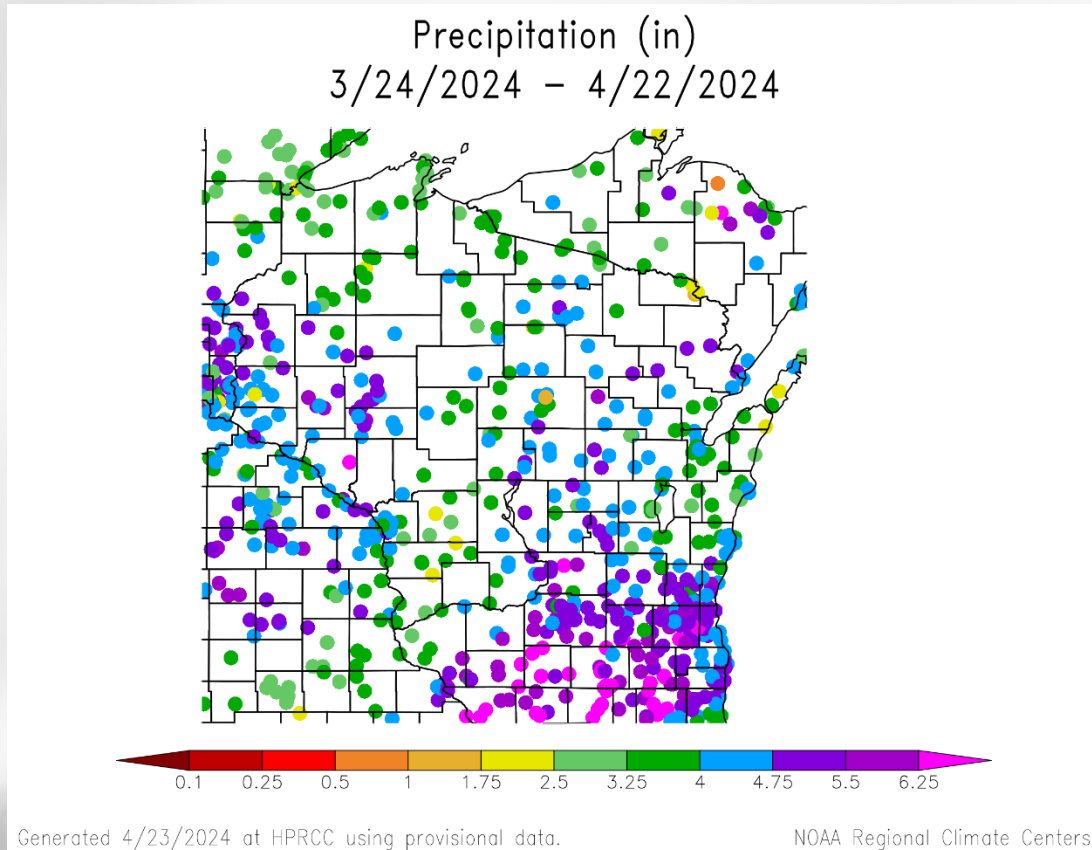 Precipitation (in)
3/24/2024 – 4/22/2024
0.1 0.25 0.5 1 1.75 2.5 3.25 4 4.75 5.5 6.25
Generated 4/23/2024 at HPRCC using provisional data.
NOAA Regional Climate Centers